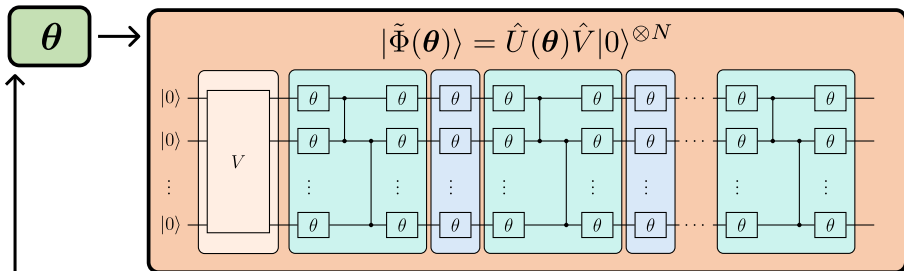 θ
|Φ̃(θ)⟩ = Û(θ)V̂|0⟩^{⊗N}
|0⟩ θ θ θ θ θ θ ··· θ θ
|0⟩ θ θ θ θ θ θ ··· θ θ
V
⋮ ⋮ ⋮ ⋮ ⋮ ⋮ ⋮ ⋮ ⋮
|0⟩ θ θ θ θ θ θ ··· θ θ